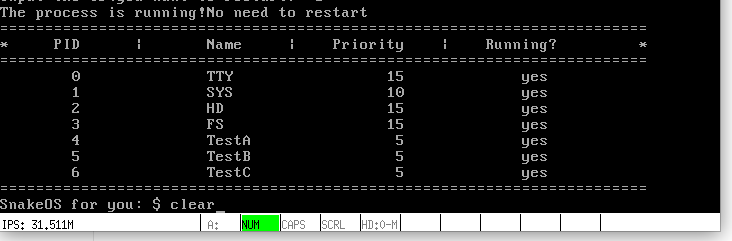 The process is running!No need to restart
================================================================================
* PID | Name | Priority | Running? *
================================================================================
0 TTY 15 yes
1 SYS 10 yes
2 HD 15 yes
3 FS 15 yes
4 TestA 5 yes
5 TestB 5 yes
6 TestC 5 yes
================================================================================
SnakeOS for you: $ clear_
IPS: 31.511M A: NUM CAPS SCRL HD:0-M